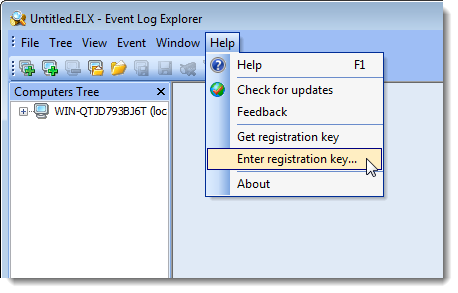 Untitled.ELX - Event Log Explorer
File Tree View Event Window Help
Computers Tree
WIN-QTJD793BJ6T (loc
Help F1
Check for updates
Feedback
Get registration key
Enter registration key...
About